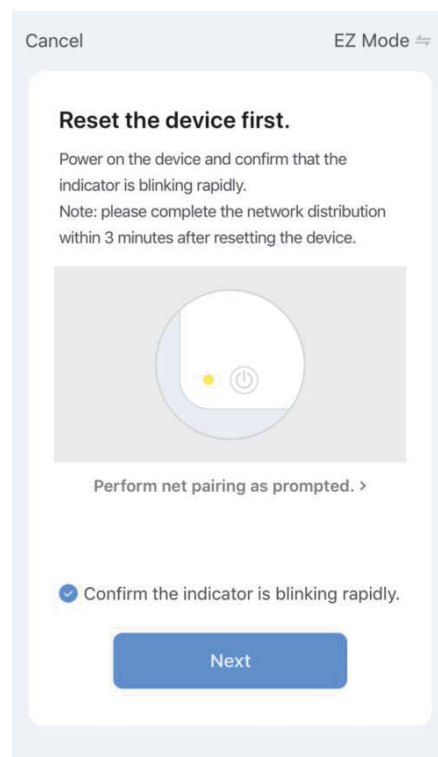 Cancel
EZ Mode
Reset the device first.
Power on the device and confirm that the
indicator is blinking rapidly.
Note: please complete the network distribution
within 3 minutes after resetting the device.
Perform net pairing as prompted. >
Confirm the indicator is blinking rapidly.
Next